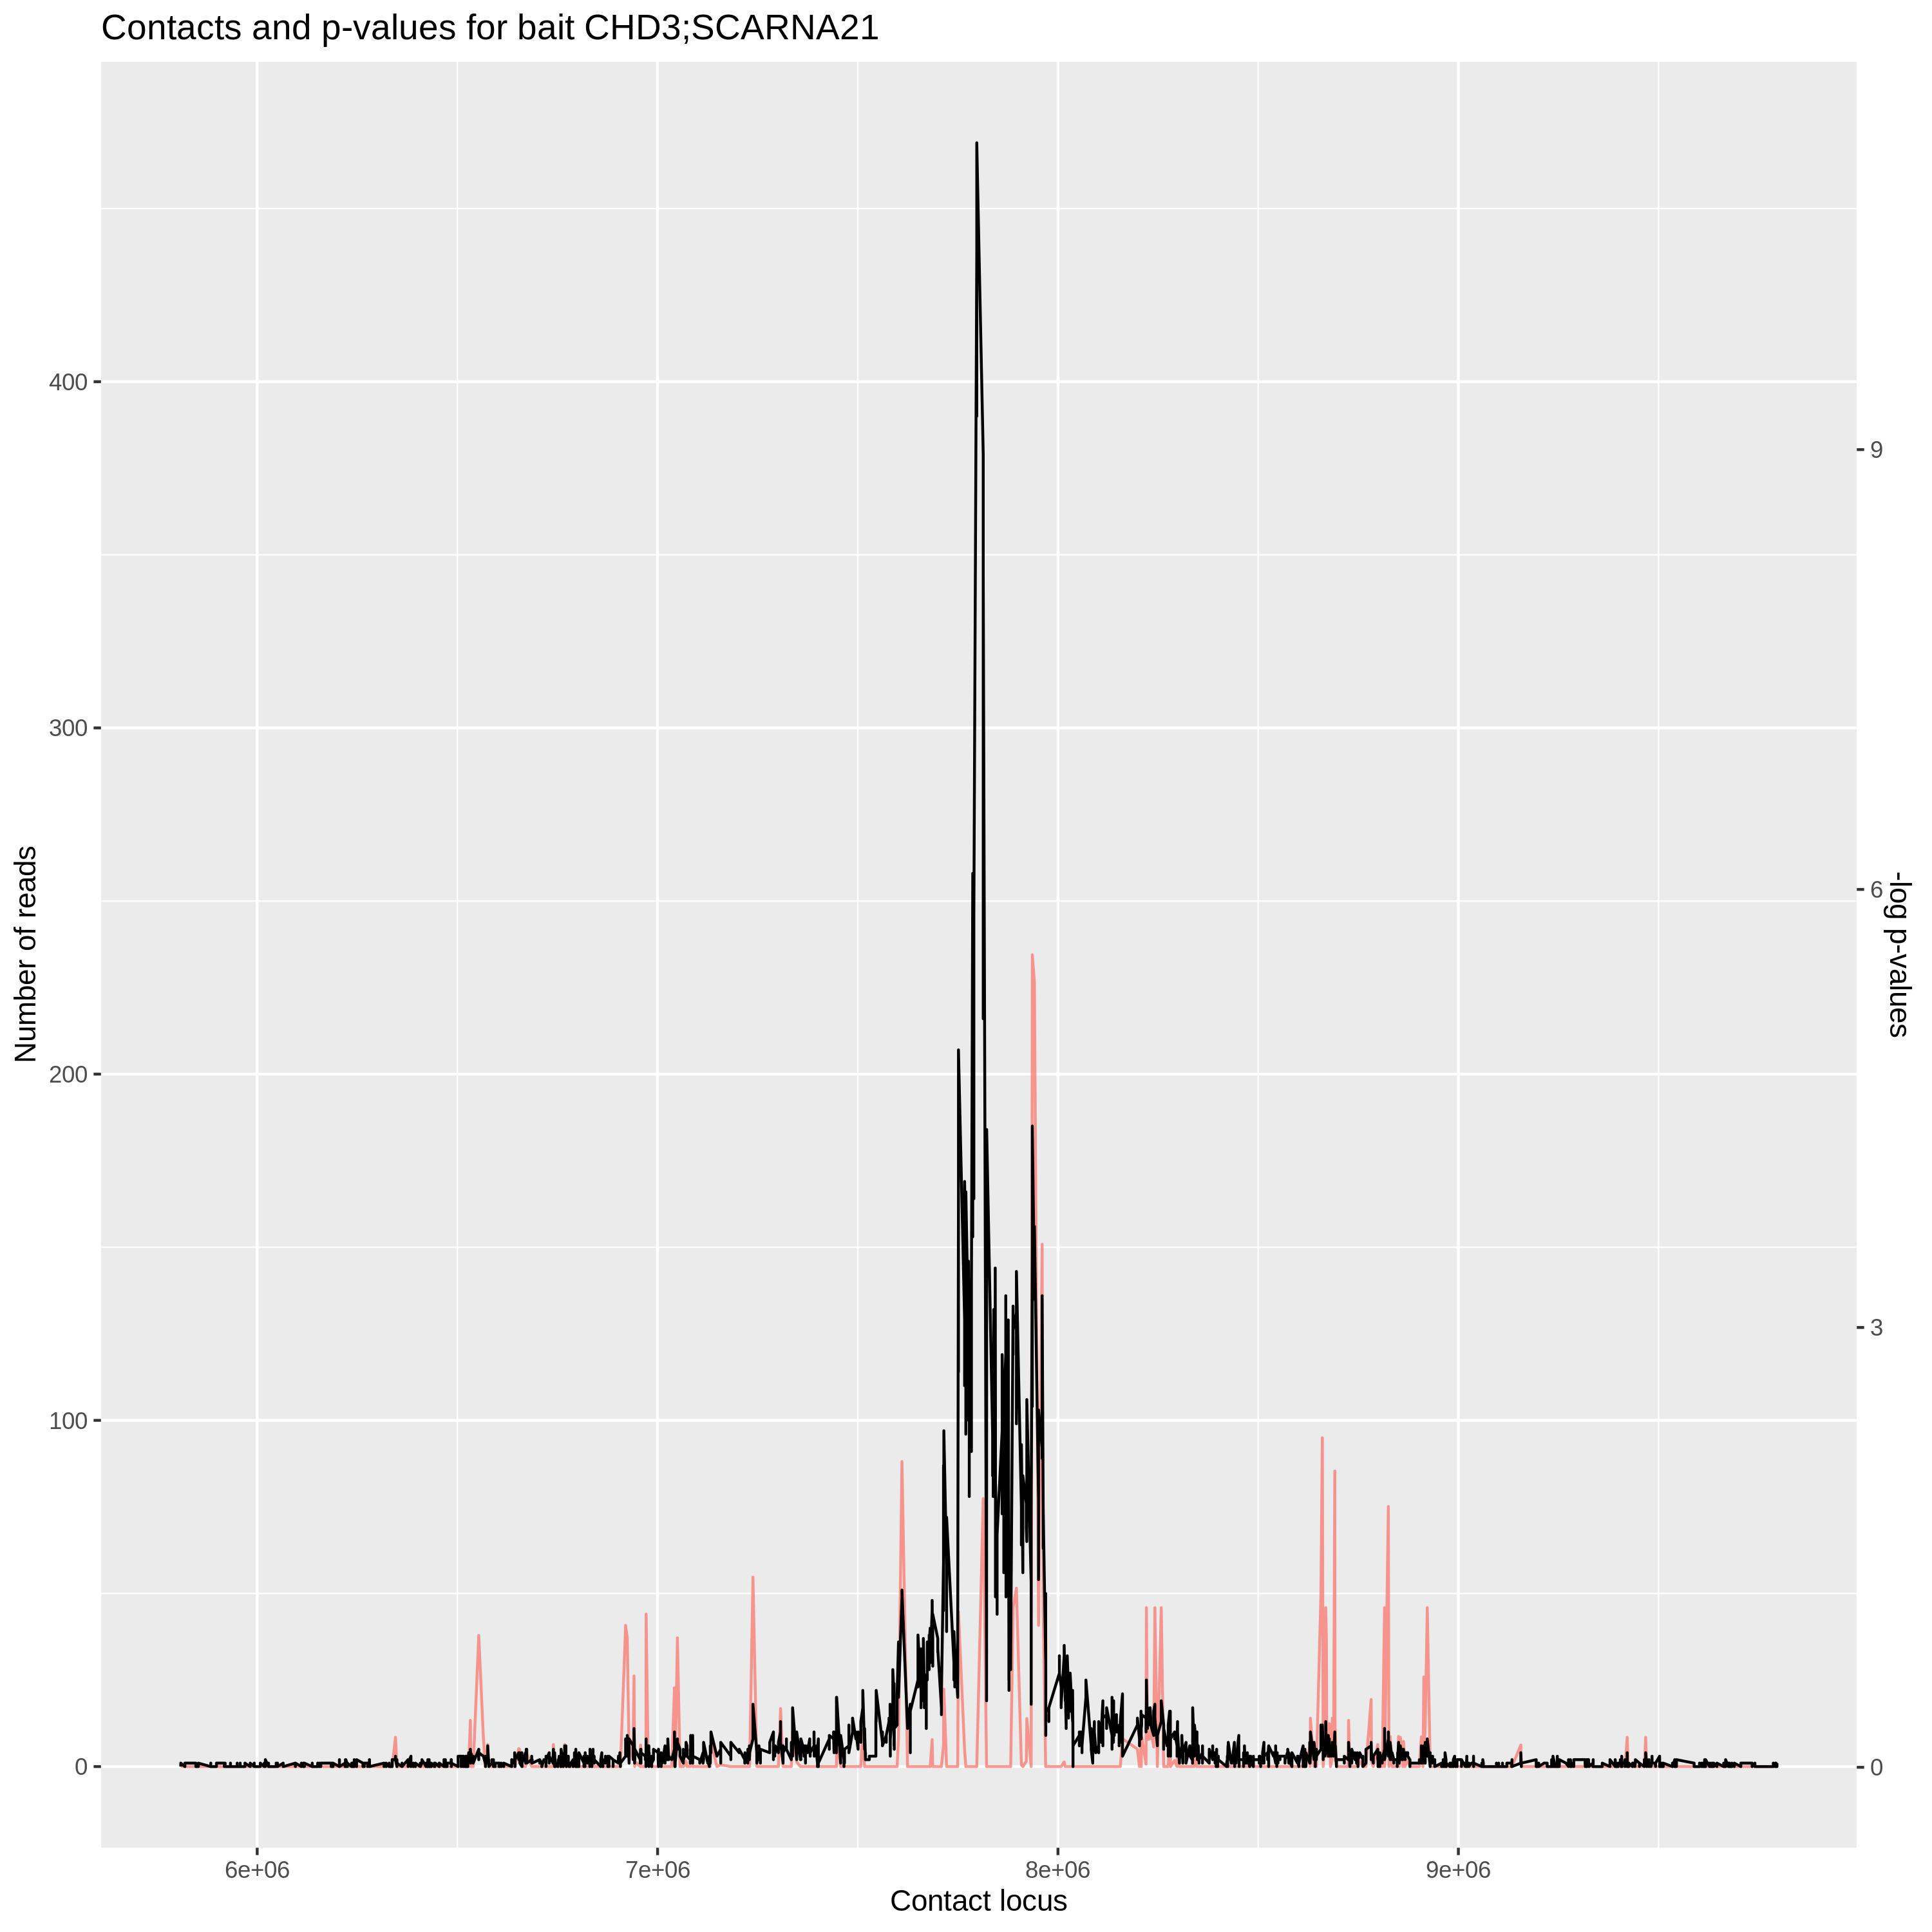 Contacts and p-values for bait CHD3;SCARNA21
Number of reads
400
300
200
100
0
9
6
3
0
-log p-values
6e+06
7e+06
8e+06
9e+06
Contact locus